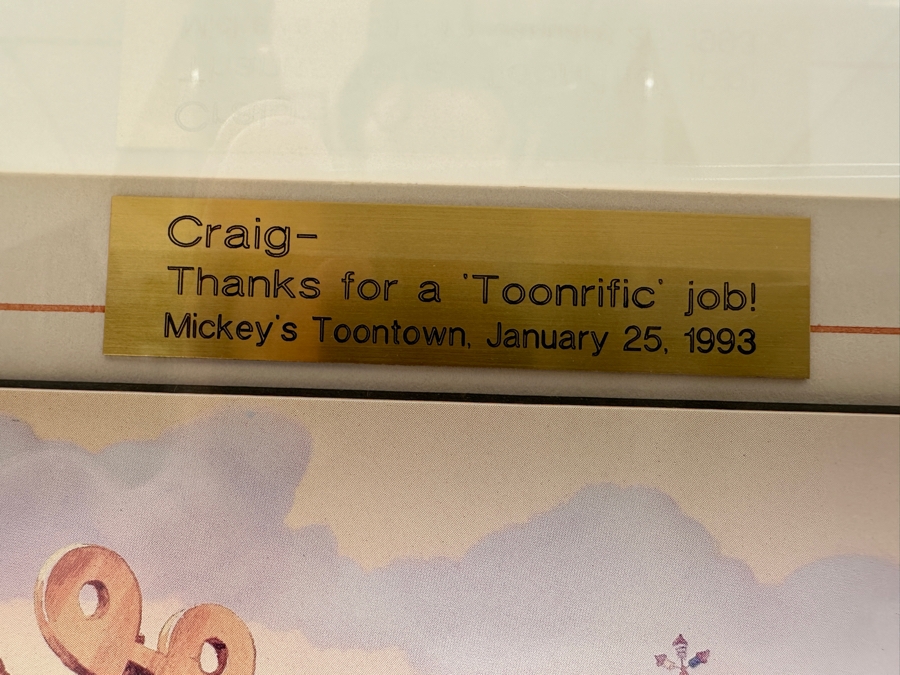 Craig-
Thanks for a 'Toonrific' job!
Mickey's Toontown, January 25, 1993